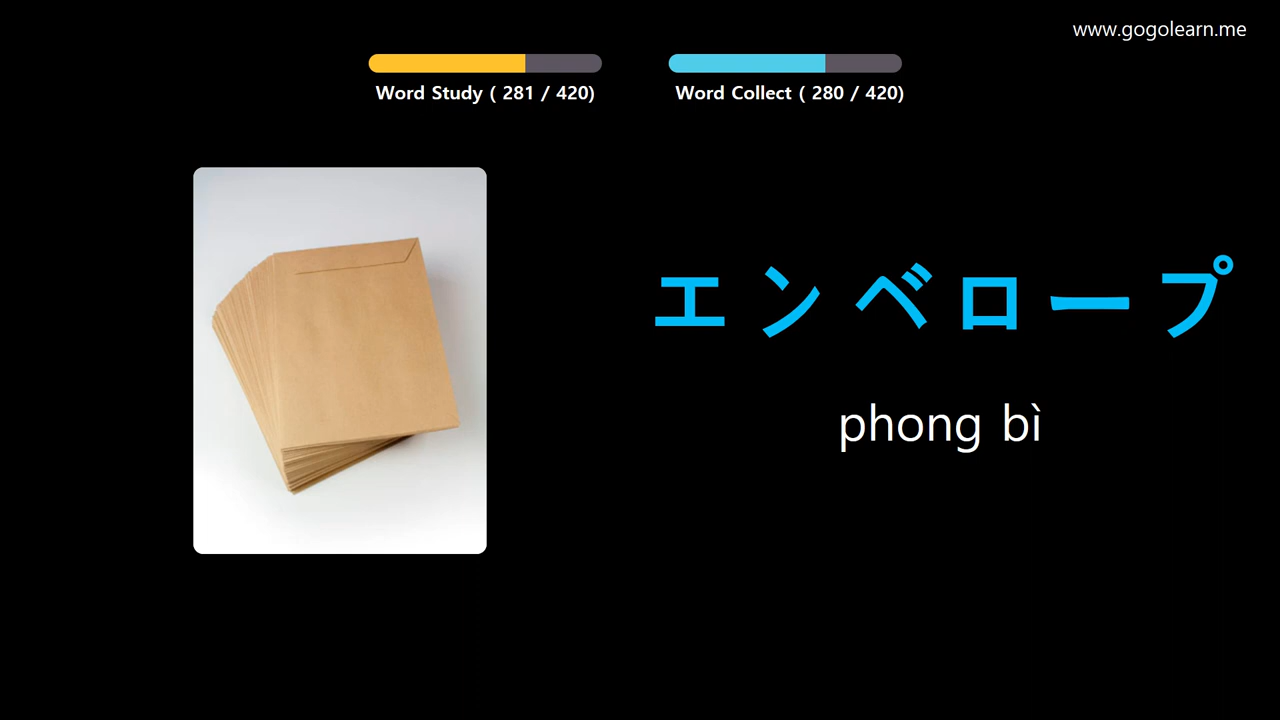 www.gogolearn.me
Word Study ( 281 / 420)
Word Collect ( 280 / 420)
エンベロープ
phong bì